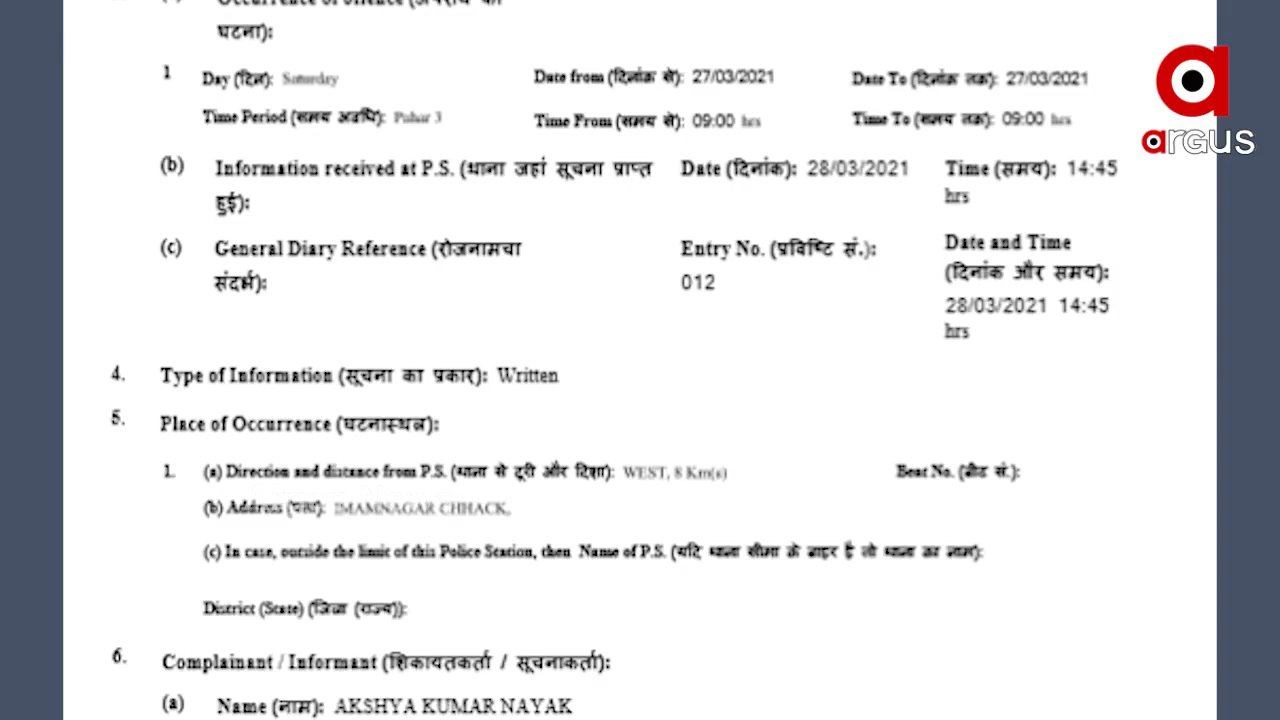 Occurrence of offence (अपराध की
घटना):
1 Day (दिन): Saturday Date from (दिनांक से): 27/03/2021 Date To (दिनांक तक): 27/03/2021
Time Period (समय अवधि): Pahar 3 Time From (समय से): 09:00 hrs Time To (समय तक): 09:00 hrs
(b) Information received at P.S. (थाना जहां सूचना प्राप्त Date (दिनांक): 28/03/2021 Time (समय): 14:45
हुई): hrs
(c) General Diary Reference (रोजनामचा Entry No. (प्रविष्टि सं.): Date and Time
संदर्भ): 012 (दिनांक और समय):
28/03/2021 14:45
hrs
4. Type of Information (सूचना का प्रकार): Written
5. Place of Occurrence (घटनास्थल):
1. (a) Direction and distance from P.S. (थाना से दूरी और दिशा): WEST, 8 Km(s) Beat No. (बीट सं.):
(b) Address (पता): IMAMNAGAR CHHACK,
(c) In case, outside the limit of this Police Station, then Name of P.S. (यदि थाना सीमा के बाहर है तो थाना का नाम):
District (State) (जिला (राज्य)):
6. Complainant / Informant (शिकायतकर्ता / सूचनाकर्ता):
(a) Name (नाम): AKSHYA KUMAR NAYAK
argus